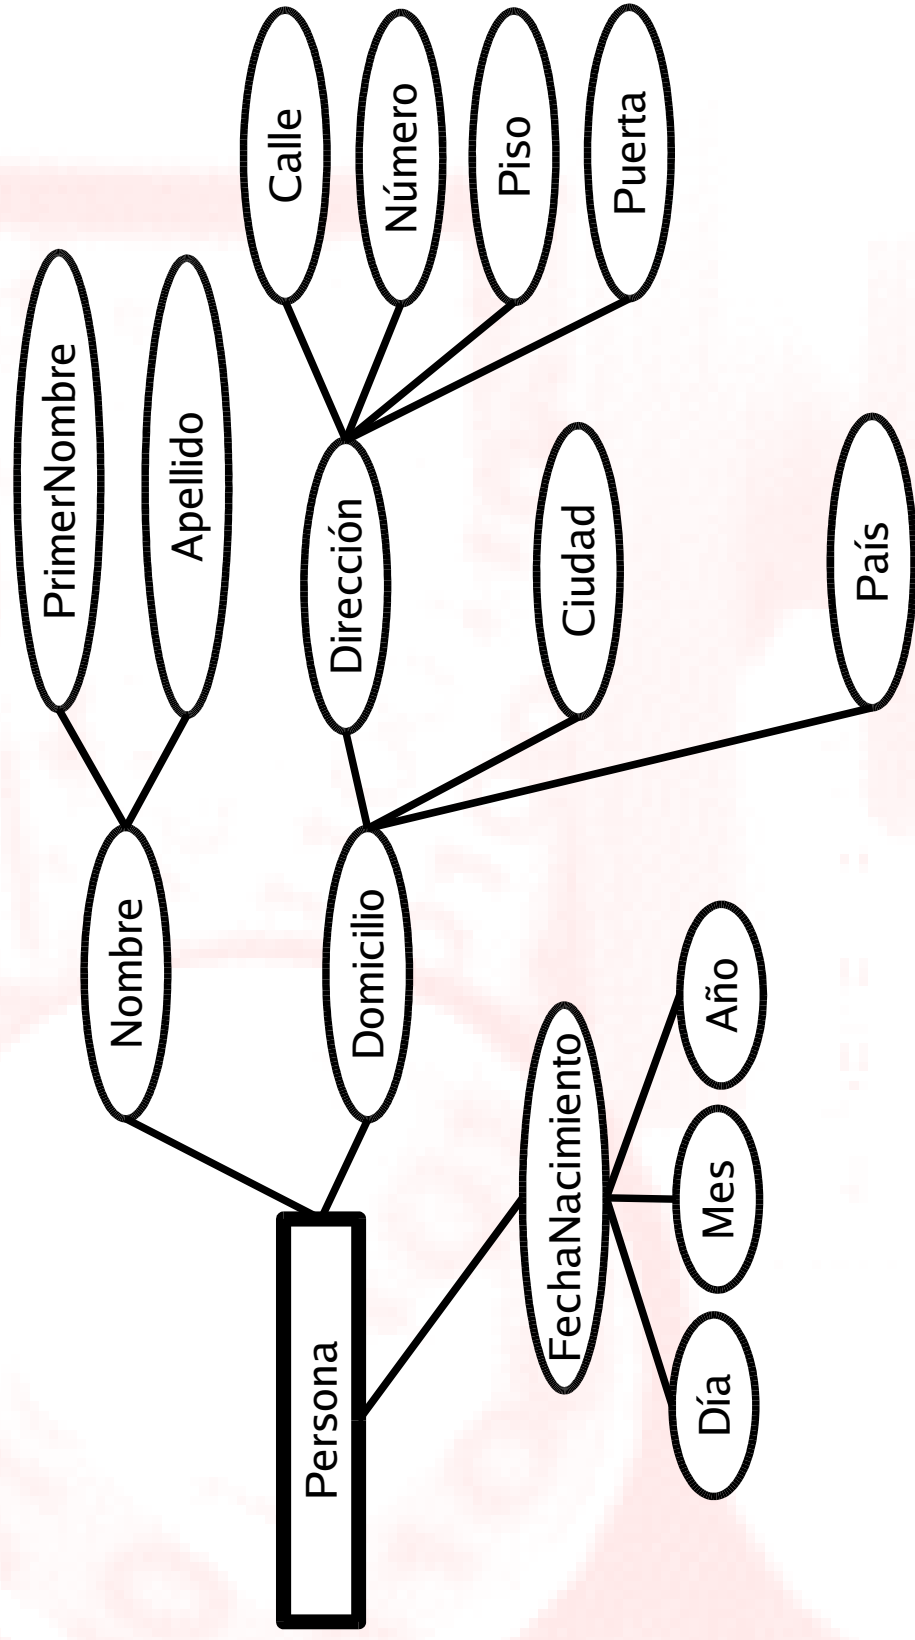 PrimerNombre
Nombre
Apellido
Calle
Dirección
Número
Persona
Domicilio
Piso
Ciudad
Puerta
FechaNacimiento
País
Día
Mes
Año